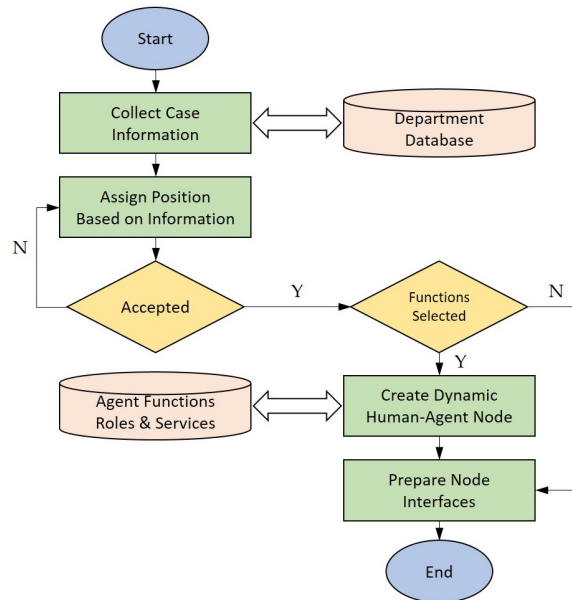 Start
Collect Case
Information
Department
Database
Assign Position
Based on Information
N
Accepted
Y
Functions
Selected
N
Y
Agent Functions
Roles & Services
Create Dynamic
Human-Agent Node
Prepare Node
Interfaces
End